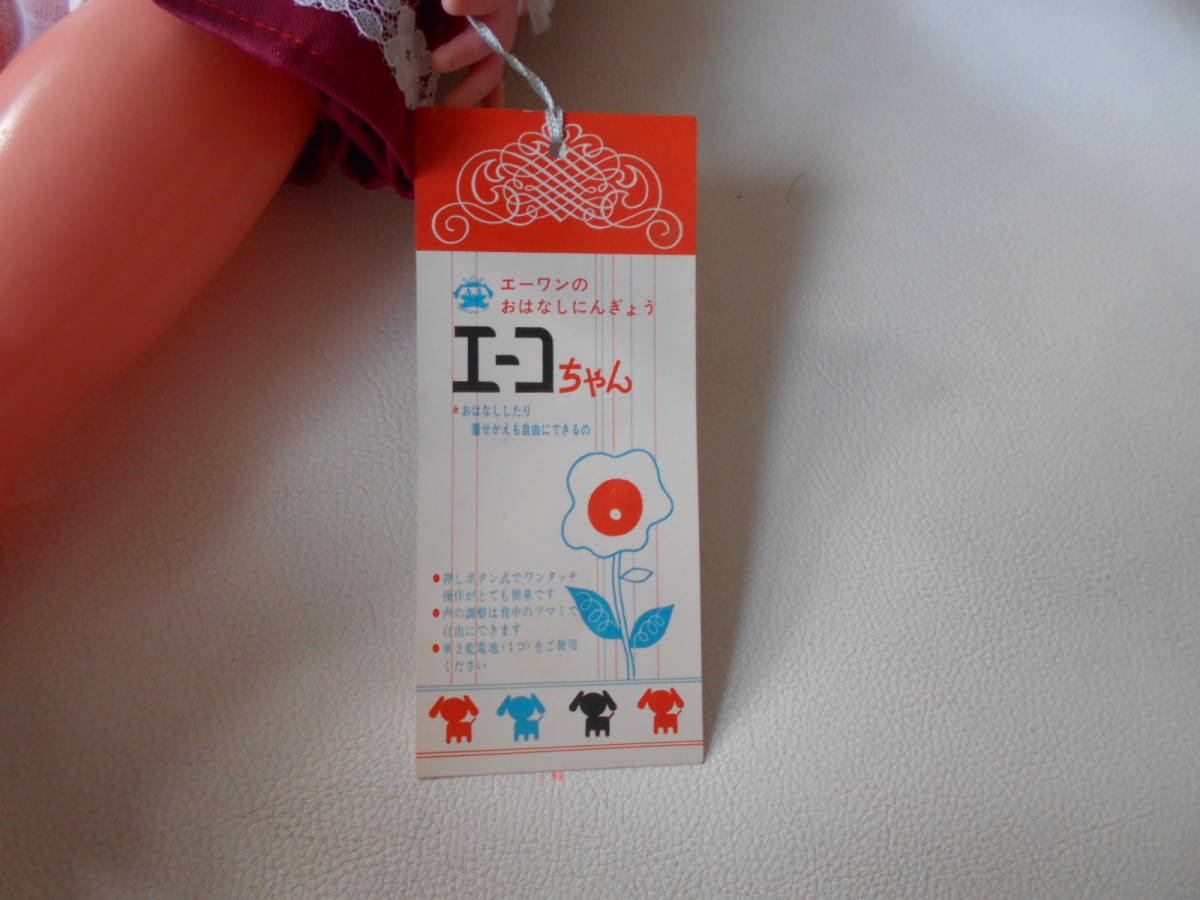 エーワンの
おはなしにんぎょう
エーコちゃん
*おはなししたり
着せかえも自由にできるの
●押しボタン式でワンタッチ
操作がとても簡単です
●声の調整は背中のツマミで
自由にできます
●単2乾電池(1コ)をご使用
ください